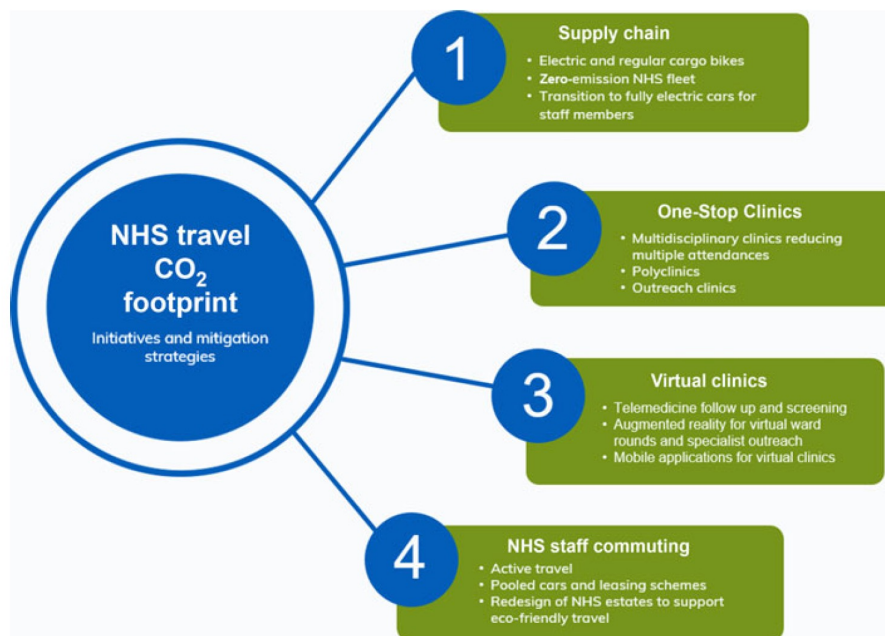 NHS travel
CO₂
footprint
Initiatives and mitigation
strategies
1
Supply chain
• Electric and regular cargo bikes
• Zero-emission NHS fleet
• Transition to fully electric cars for
staff members
2
One-Stop Clinics
• Multidisciplinary clinics reducing
multiple attendances
• Polyclinics
• Outreach clinics
3
Virtual clinics
• Telemedicine follow up and screening
• Augmented reality for virtual ward
rounds and specialist outreach
• Mobile applications for virtual clinics
4
NHS staff commuting
• Active travel
• Pooled cars and leasing schemes
• Redesign of NHS estates to support
eco-friendly travel